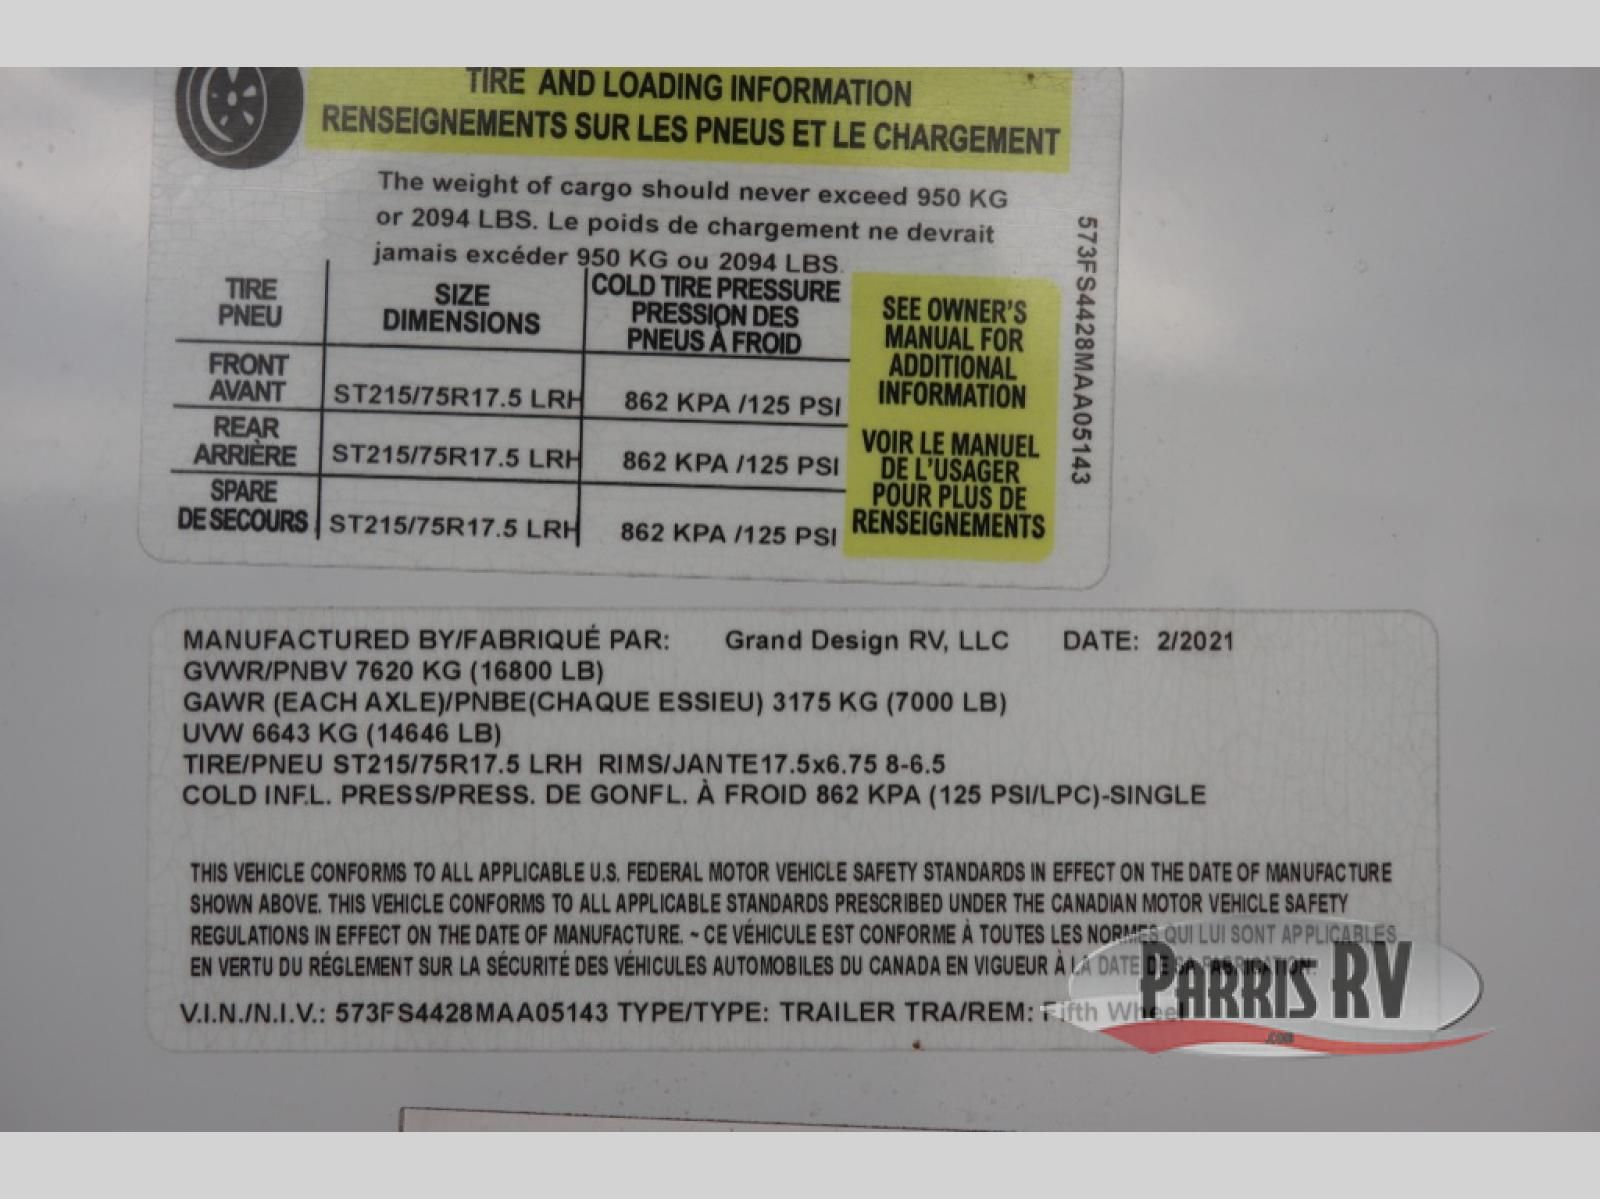 TIRE AND LOADING INFORMATION
RENSEIGNEMENTS SUR LES PNEUS ET LE CHARGEMENT
The weight of cargo should never exceed 950 KG
or 2094 LBS. Le poids de chargement ne devrait
jamais excéder 950 KG ou 2094 LBS.
TIRE
PNEU
SIZE
DIMENSIONS
COLD TIRE PRESSURE
PRESSION DES
PNEUS À FROID
FRONT
AVANT
ST215/75R17.5 LRH
862 KPA /125 PSI
REAR
ARRIÈRE
ST215/75R17.5 LRH
862 KPA /125 PSI
SPARE
DE SECOURS
ST215/75R17.5 LRH
862 KPA /125 PSI
SEE OWNER'S
MANUAL FOR
ADDITIONAL
INFORMATION
VOIR LE MANUEL
DE L'USAGER
POUR PLUS DE
RENSEIGNEMENTS
573FS4428MAA05143
MANUFACTURED BY/FABRIQUÉ PAR: Grand Design RV, LLC DATE: 2/2021
GVWR/PNBV 7620 KG (16800 LB)
GAWR (EACH AXLE)/PNBE(CHAQUE ESSIEU) 3175 KG (7000 LB)
UVW 6643 KG (14646 LB)
TIRE/PNEU ST215/75R17.5 LRH RIMS/JANTE17.5x6.75 8-6.5
COLD INFL. PRESS/PRESS. DE GONFL. À FROID 862 KPA (125 PSI/LPC)-SINGLE
THIS VEHICLE CONFORMS TO ALL APPLICABLE U.S. FEDERAL MOTOR VEHICLE SAFETY STANDARDS IN EFFECT ON THE DATE OF MANUFACTURE
SHOWN ABOVE. THIS VEHICLE CONFORMS TO ALL APPLICABLE STANDARDS PRESCRIBED UNDER THE CANADIAN MOTOR VEHICLE SAFETY
REGULATIONS IN EFFECT ON THE DATE OF MANUFACTURE. ~ CE VÉHICULE EST CONFORME À TOUTES LES NORMES QUI LUI SONT APPLICABLES
EN VERTU DU RÉGLEMENT SUR LA SÉCURITÉ DES VÉHICULES AUTOMOBILES DU CANADA EN VIGUEUR À LA DATE DE SA FABRICATION.
V.I.N./N.I.V.: 573FS4428MAA05143 TYPE/TYPE: TRAILER TRA/REM: Fifth Wheel
PARRIS RV
.COM